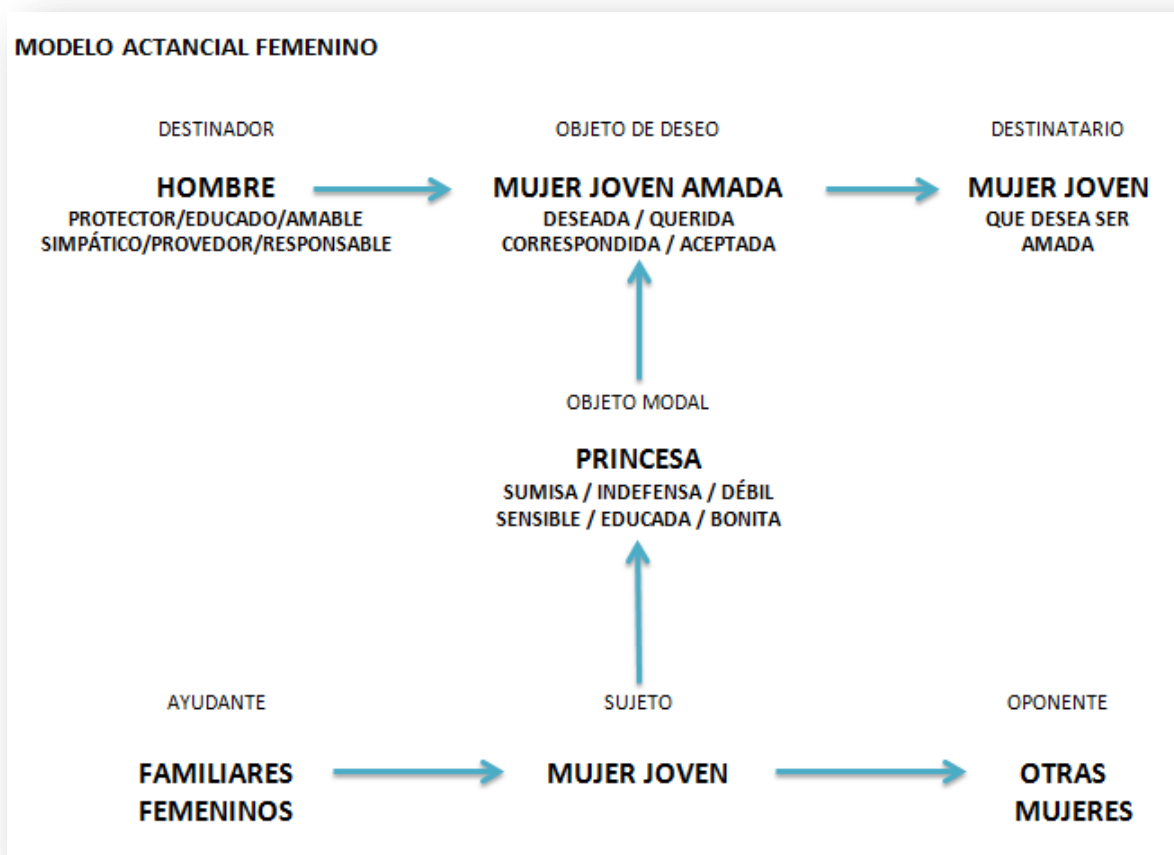 MODELO ACTANCIAL FEMENINO
DESTINADOR
OBJETO DE DESEO
DESTINATARIO
HOMBRE
MUJER JOVEN AMADA
MUJER JOVEN
PROTECTOR/EDUCADO/AMABLE
DESEADA / QUERIDA
QUE DESEA SER
SIMPÁTICO/PROVEDOR/RESPONSABLE
CORRESPONDIDA / ACEPTADA
AMADA
OBJETO MODAL
PRINCESA
SUMISA / INDEFENSA / DÉBIL
SENSIBLE / EDUCADA / BONITA
AYUDANTE
SUJETO
OPONENTE
FAMILIARES
MUJER JOVEN
OTRAS
FEMENINOS
MUJERES